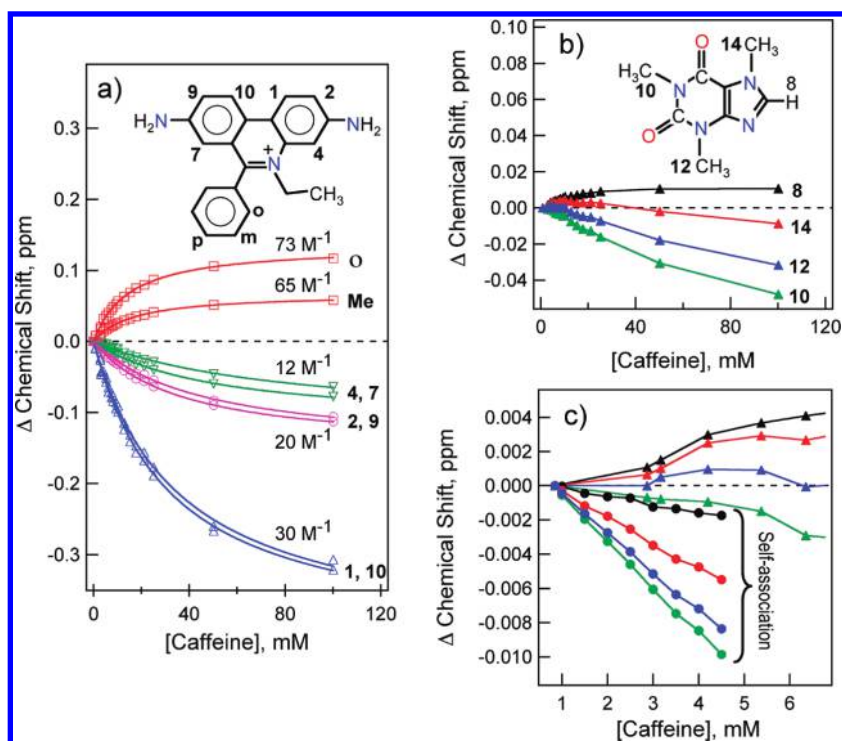 a)
Δ Chemical Shift, ppm
0.3
0.2
0.1
0.0
-0.1
-0.2
-0.3
9
10
1
2
H₂N
NH₂
7
4
+
N
CH₃
o
m
p
73 M⁻¹
O
65 M⁻¹
Me
12 M⁻¹
4, 7
2, 9
20 M⁻¹
30 M⁻¹
1, 10
0
40
80
120
[Caffeine], mM
b)
Δ Chemical Shift, ppm
0.10
0.08
0.06
0.04
0.02
0.00
-0.02
-0.04
O
14 CH₃
H₃C
10
N
N
8
H
O
N
N
12 CH₃
8
14
12
10
0
40
80
120
[Caffeine], mM
c)
Δ Chemical Shift, ppm
0.004
0.002
0.000
-0.002
-0.004
-0.006
-0.008
-0.010
Self-association
1
2
3
4
5
6
[Caffeine], mM